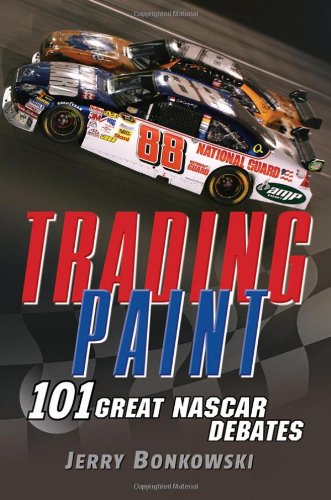 88
NATIONAL GUARD
amp
TRADING
PAINT
101 GREAT NASCAR
DEBATES
JERRY BONKOWSKI